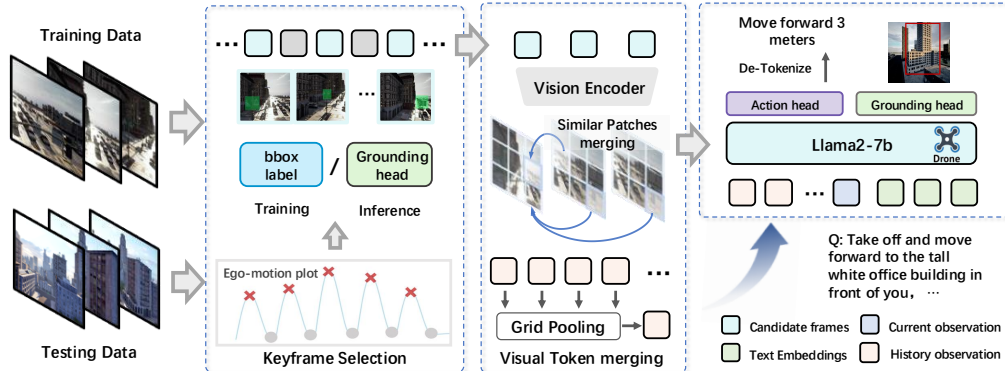 Training Data
Testing Data
...
...
...
bbox
label
/
Grounding
head
Training
Inference
Ego-motion plot
Keyframe Selection
Vision Encoder
Similar Patches
merging
...
Grid Pooling
Visual Token merging
Move forward 3
meters
De-Tokenize
Action head
Grounding head
Llama2-7b
Drone
...
Q: Take off and move
forward to the tall
white office building in
front of you, ...
Candidate frames
Current observation
Text Embeddings
History observation